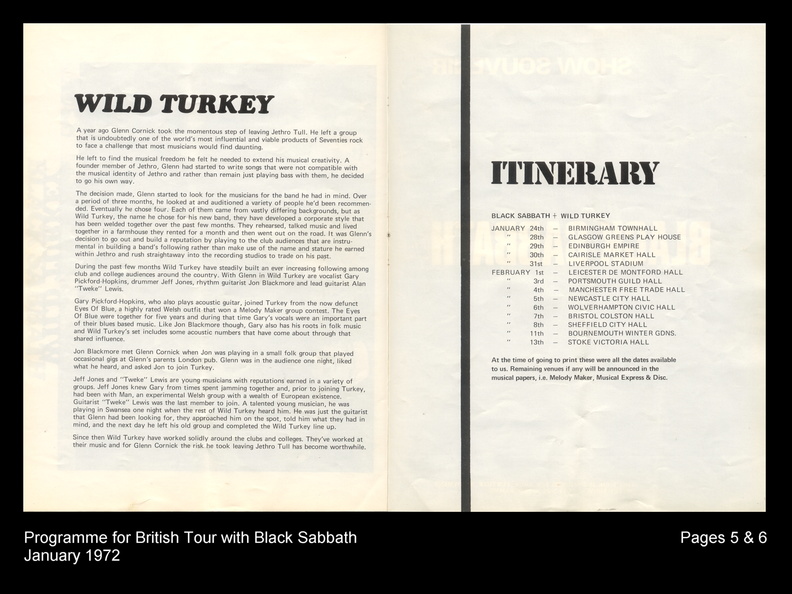 WILD TURKEY
A year ago Glenn Cornick took the momentous step of leaving Jethro Tull. He left a group
that is undoubtedly one of the world's most influential and viable products of Seventies rock
to face a challenge that most musicians would find daunting.
He left to find the musical freedom he felt he needed to extend his musical creativity. A
founder member of Jethro, Glenn had started to write songs that were not compatible with
the musical identity of Jethro and rather than remain just playing bass with them, he decided
to go his own way.
The decision made, Glenn started to look for the musicians for the band he had in mind. Over
a period of three months, he looked at and auditioned a variety of people he'd been recommen-
ded. Eventually he chose four. Each of them came from vastly differing backgrounds, but as
Wild Turkey, the name he chose for his new band, they have developed a corporate style that
has been welded together over the past few months. They rehearsed, talked music and lived
together in a farmhouse they rented for a month and then went out on the road. It was Glenn's
decision to go out and build a reputation by playing to the club audiences that are instru-
mental in building a band's following rather than make use of the name and stature he earned
within Jethro and rush straightaway into the recording studios to trade on his past.
During the past few months Wild Turkey have steadily built an ever increasing following among
club and college audiences around the country. With Glenn in Wild Turkey are vocalist Gary
Pickford-Hopkins, drummer Jeff Jones, rhythm guitarist Jon Blackmore and lead guitarist Alan
"Tweke" Lewis.
Gary Pickford-Hopkins, who also plays acoustic guitar, joined Turkey from the now defunct
Eyes Of Blue, a highly rated Welsh outfit that won a Melody Maker group contest. The Eyes
Of Blue were together for five years and during that time Gary's vocals were an important part
of their blues based music. Like Jon Blackmore though, Gary also has his roots in folk music
and Wild Turkey's set includes some acoustic numbers that have come about through that
shared influence.
Jon Blackmore met Glenn Cornick when Jon was playing in a small folk group that played
occasional gigs at Glenn's parents London pub. Glenn was in the audience one night, liked
what he heard, and asked Jon to join Turkey.
Jeff Jones and "Tweke" Lewis are young musicians with reputations earned in a variety of
groups. Jeff Jones knew Gary from times spent jamming together and, prior to joining Turkey,
had been with Man, an experimental Welsh group with a wealth of European existence.
Guitarist "Tweke" Lewis was the last member to join. A talented young musician, he was
playing in Swansea one night when the rest of Wild Turkey heard him. He was just the guitarist
that Glenn had been looking for, they approached him on the spot, told him what they had in
mind, and the next day he left his old group and completed the Wild Turkey line up.
Since then Wild Turkey have worked solidly around the clubs and colleges. They've worked at
their music and for Glenn Cornick the risk he took leaving Jethro Tull has become worthwhile.
ITINERARY
BLACK SABBATH + WILD TURKEY
JANUARY 24th – BIRMINGHAM TOWNHALL
" 28th – GLASGOW GREENS PLAY HOUSE
" 29th – EDINBURGH EMPIRE
" 30th – CAIRISLE MARKET HALL
" 31st – LIVERPOOL STADIUM
FEBRUARY 1st – LEICESTER DE MONTFORD HALL
" 3rd – PORTSMOUTH GUILD HALL
" 4th – MANCHESTER FREE TRADE HALL
" 5th – NEWCASTLE CITY HALL
" 6th – WOLVERHAMPTON CIVIC HALL
" 7th – BRISTOL COLSTON HALL
" 8th – SHEFFIELD CITY HALL
" 11th – BOURNEMOUTH WINTER GDNS.
" 13th – STOKE VICTORIA HALL
At the time of going to print these were all the dates available
to us. Remaining venues if any will be announced in the
musical papers, i.e. Melody Maker, Musical Express & Disc.
Programme for British Tour with Black Sabbath
January 1972
Pages 5 & 6